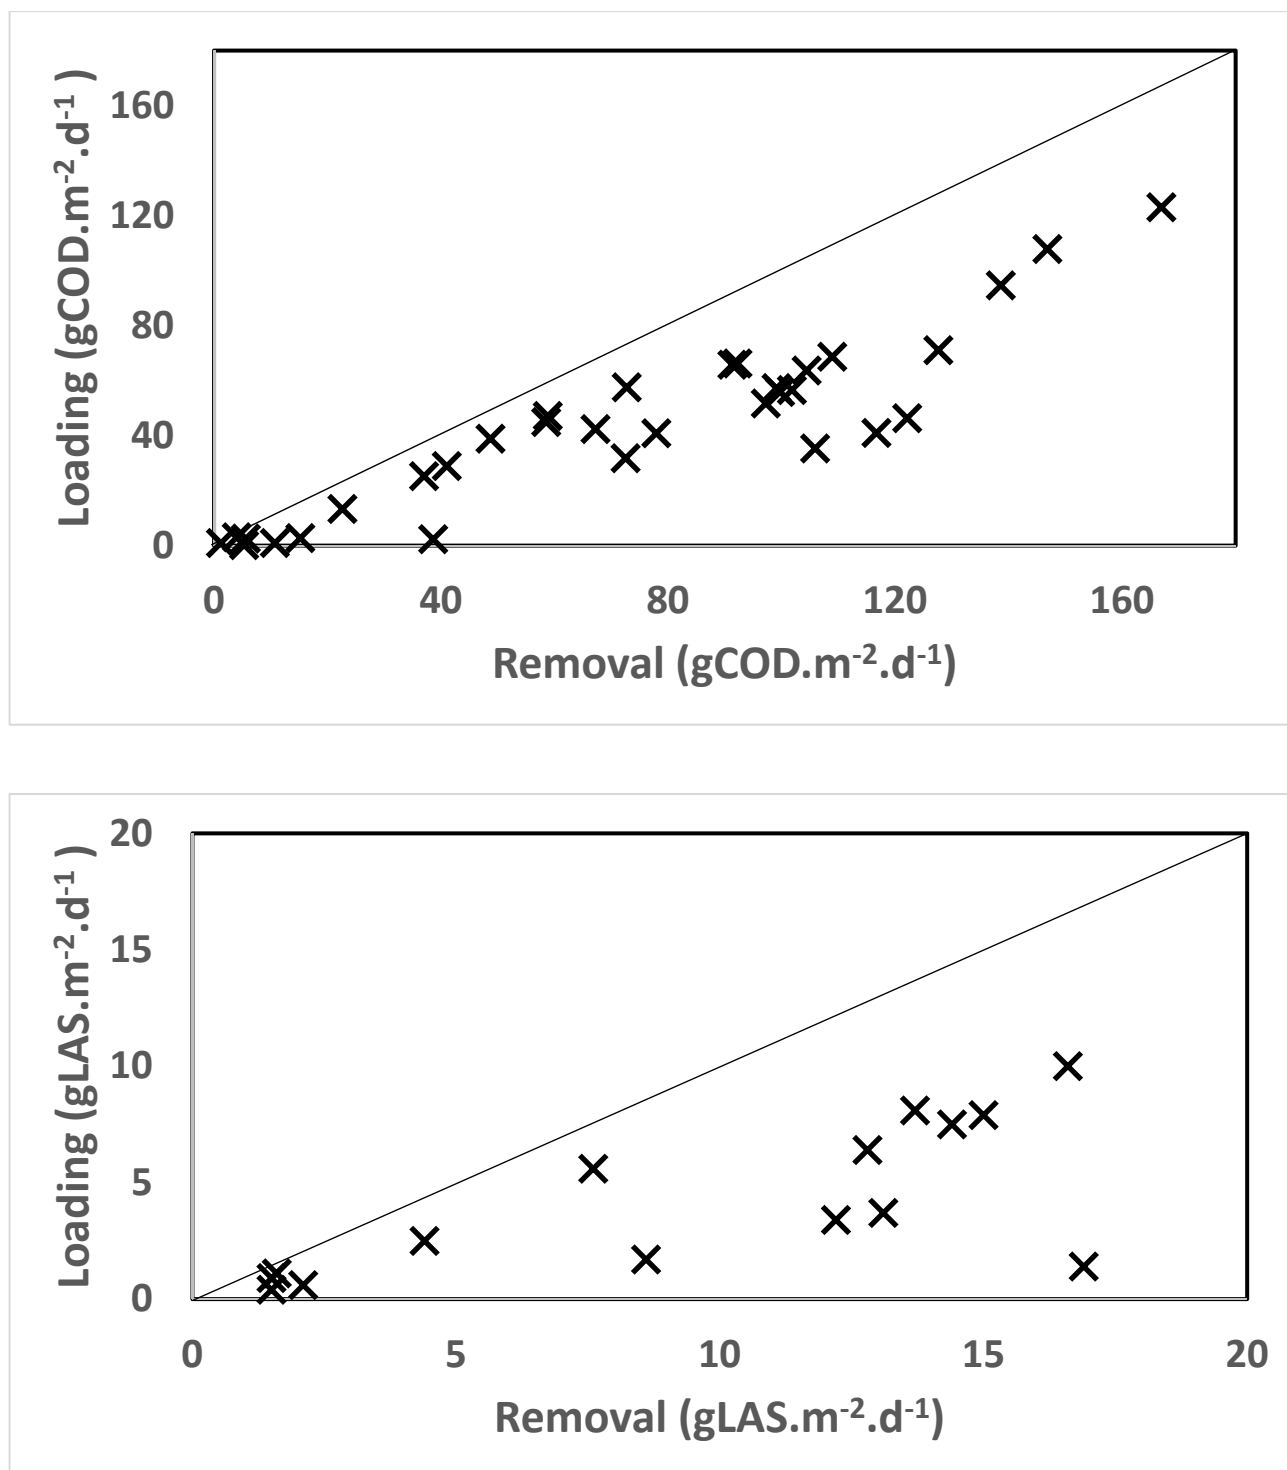 Loading (gCOD.m⁻².d⁻¹ )
160
120
80
40
0
0 40 80 120 160
Removal (gCOD.m⁻².d⁻¹)
Loading (gLAS.m⁻².d⁻¹ )
20
15
10
5
0
0 5 10 15 20
Removal (gLAS.m⁻².d⁻¹)